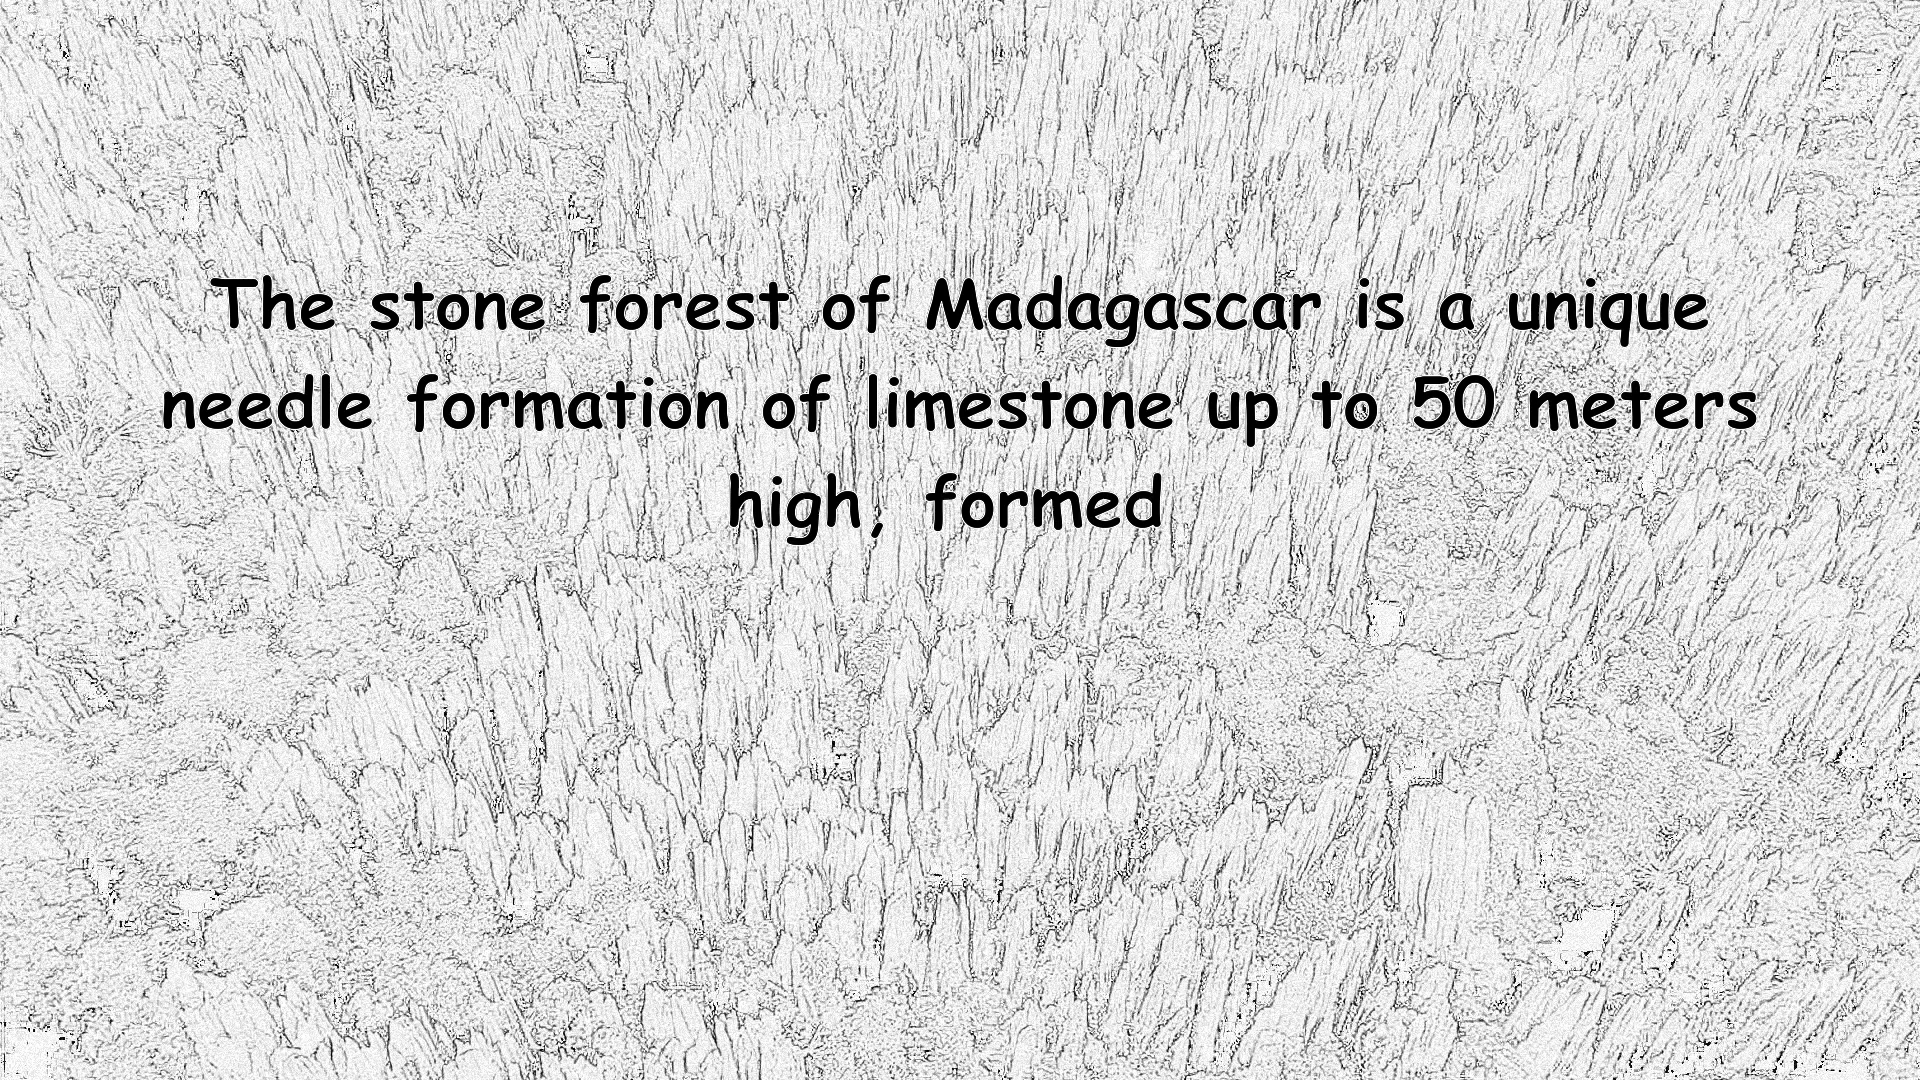 The stone forest of Madagascar is a unique
needle formation of limestone up to 50 meters
high, formed